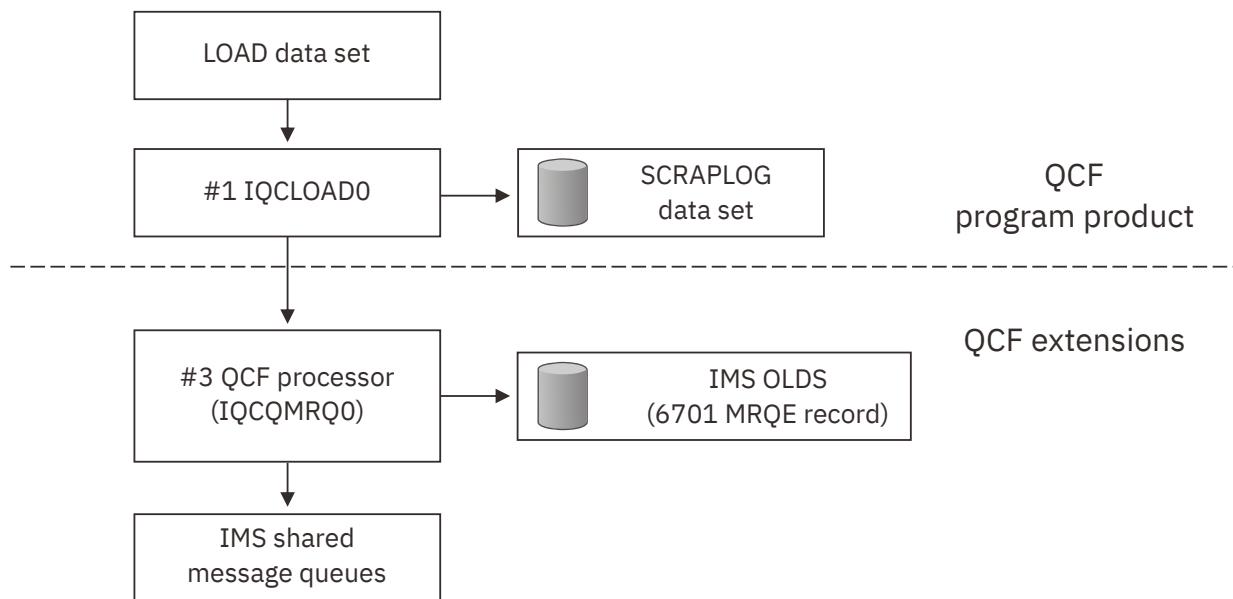 LOAD data set
#1 IQCLOAD0
SCRAPLOG
data set
QCF
program product
QCF extensions
#3 QCF processor
(IQCQMRQ0)
IMS OLDS
(6701 MRQE record)
IMS shared
message queues